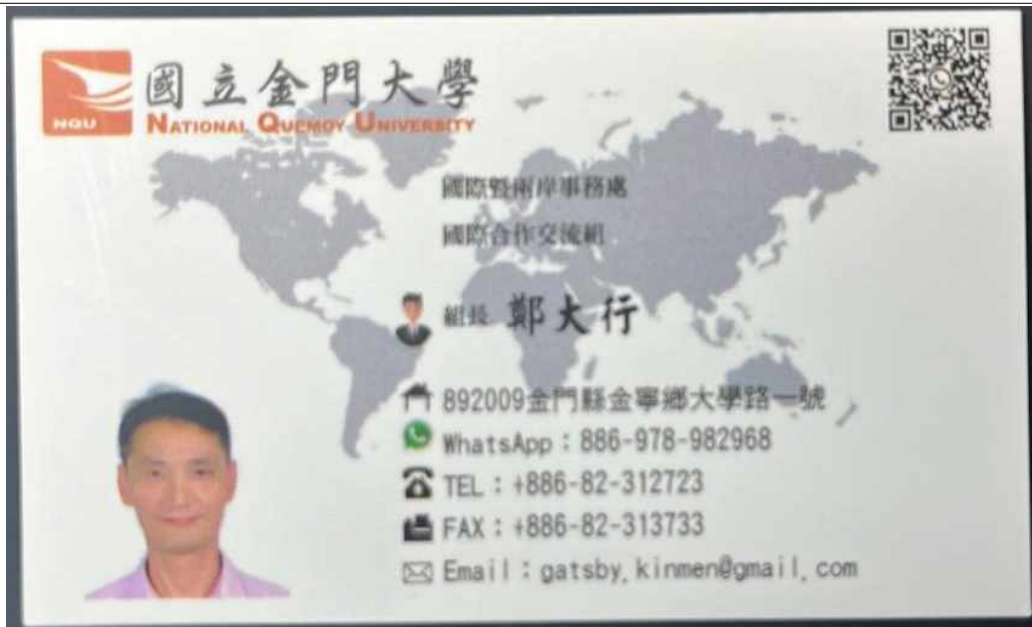 NQU
國立金門大學
NATIONAL QUEMOY UNIVERSITY
國際暨兩岸事務處
國際合作交流組
組長 鄭大行
892009金門縣金寧鄉大學路一號
WhatsApp：886-978-982968
TEL：+886-82-312723
FAX：+886-82-313733
Email：gatsby.kinmen@gmail.com